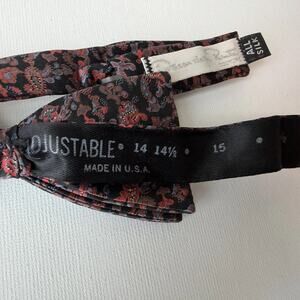 ALL
SILK
DJUSTABLE • 14 14½ • 15 •
MADE IN U.S.A.